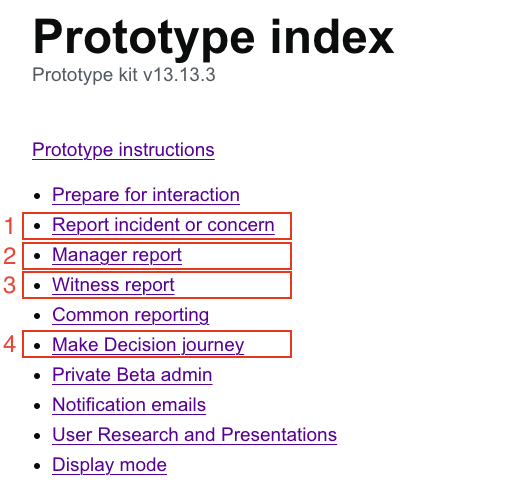 Prototype index
Prototype kit v13.13.3
Prototype instructions
• Prepare for interaction
1 • Report incident or concern
2 • Manager report
3 • Witness report
• Common reporting
4 • Make Decision journey
• Private Beta admin
• Notification emails
• User Research and Presentations
• Display mode